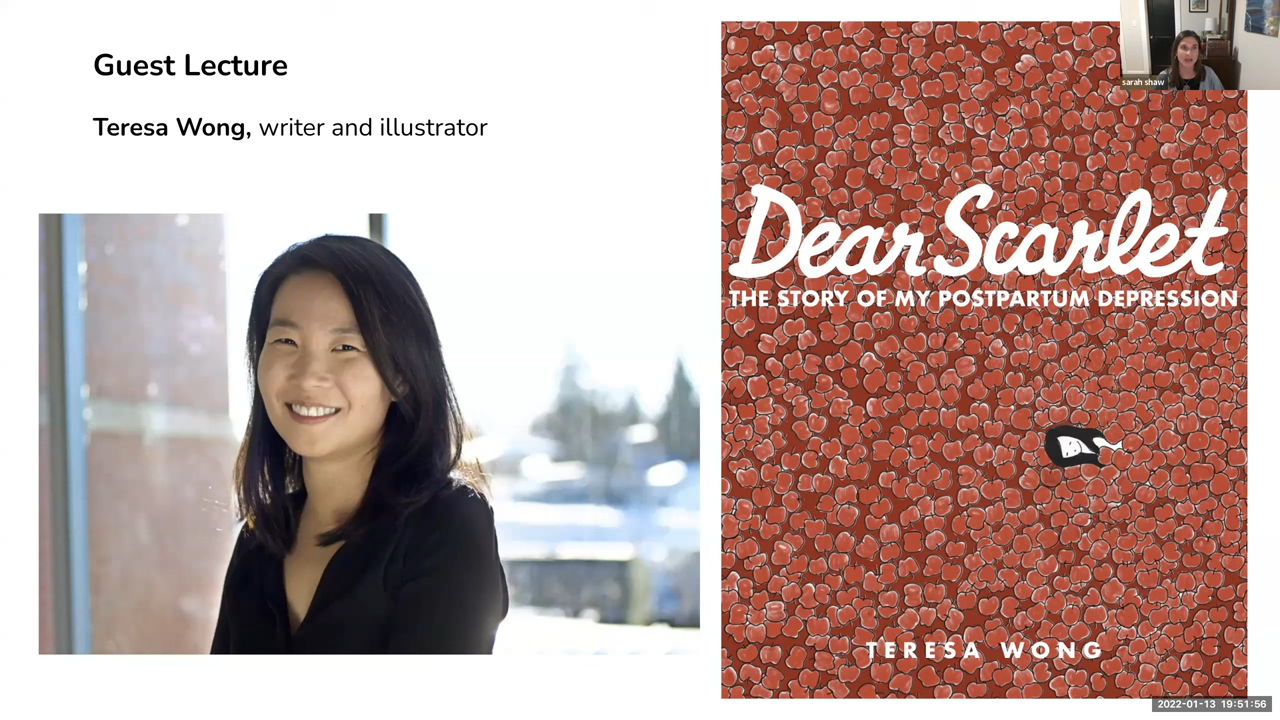 Guest Lecture
Teresa Wong, writer and illustrator
sarah shaw
Dear Scarlet
THE STORY OF MY POSTPARTUM DEPRESSION
TERESA WONG
2022-01-13 19:51:56